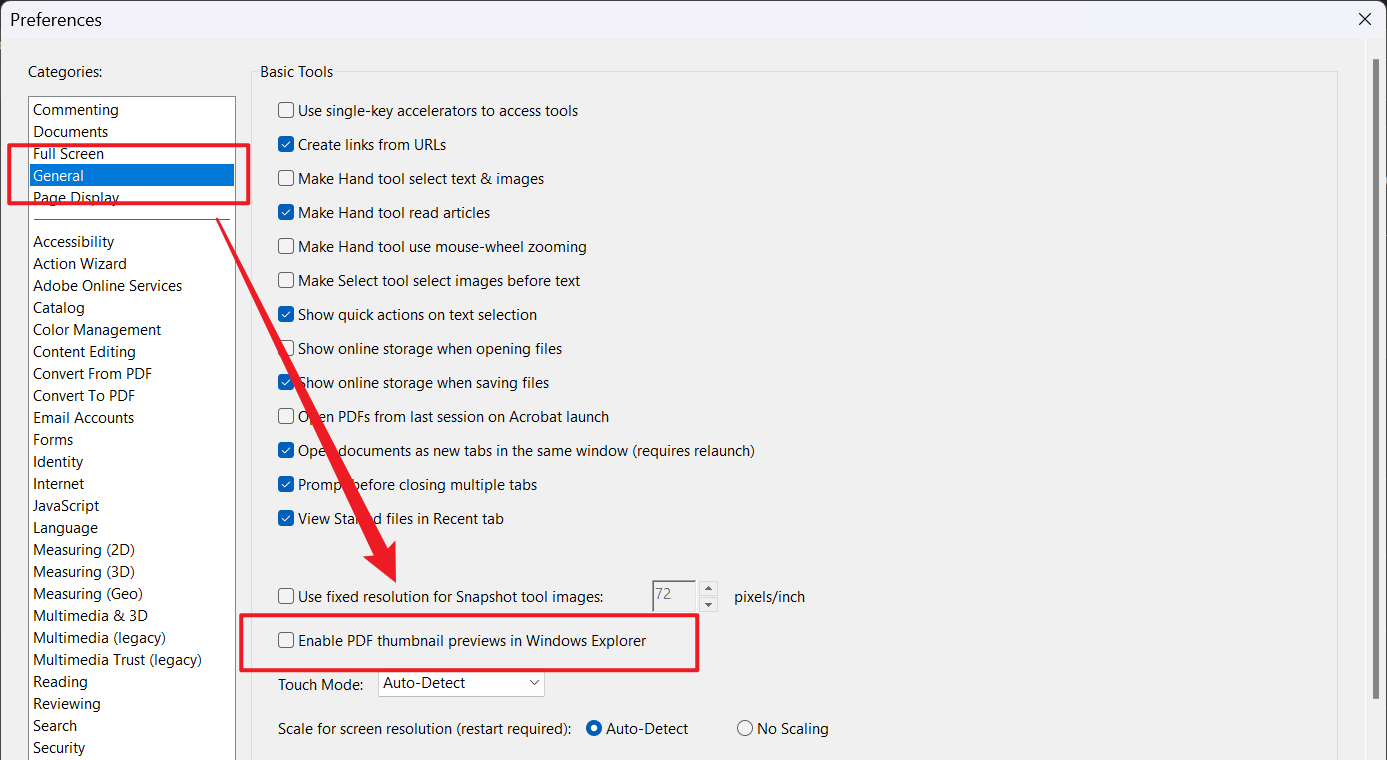 Preferences
Categories:
Commenting
Documents
Full Screen
General
Page Display
Accessibility
Action Wizard
Adobe Online Services
Catalog
Color Management
Content Editing
Convert From PDF
Convert To PDF
Email Accounts
Forms
Identity
Internet
JavaScript
Language
Measuring (2D)
Measuring (3D)
Measuring (Geo)
Multimedia & 3D
Multimedia (legacy)
Multimedia Trust (legacy)
Reading
Reviewing
Search
Security
Basic Tools
Use single-key accelerators to access tools
Create links from URLs
Make Hand tool select text & images
Make Hand tool read articles
Make Hand tool use mouse-wheel zooming
Make Select tool select images before text
Show quick actions on text selection
Show online storage when opening files
Show online storage when saving files
Open PDFs from last session on Acrobat launch
Open documents as new tabs in the same window (requires relaunch)
Prompt before closing multiple tabs
View Starred files in Recent tab
Use fixed resolution for Snapshot tool images: 72 pixels/inch
Enable PDF thumbnail previews in Windows Explorer
Touch Mode: Auto-Detect
Scale for screen resolution (restart required): Auto-Detect No Scaling